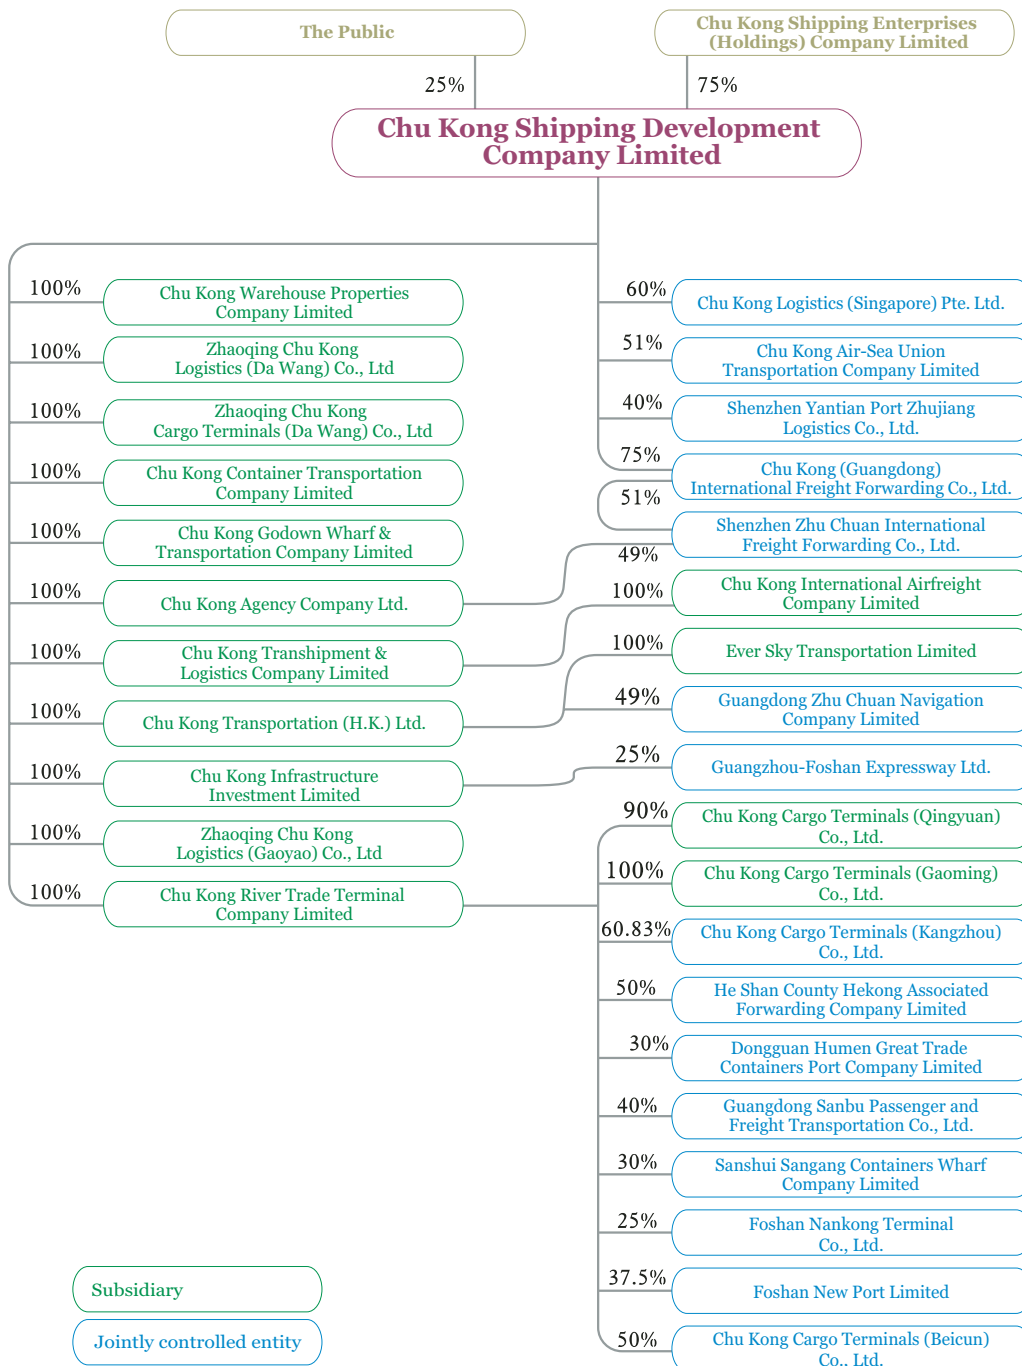 The Public
Chu Kong Shipping Enterprises
(Holdings) Company Limited
25%
75%
Chu Kong Shipping Development
Company Limited
100%
Chu Kong Warehouse Properties
Company Limited
100%
Zhaoqing Chu Kong
Logistics (Da Wang) Co., Ltd
100%
Zhaoqing Chu Kong
Cargo Terminals (Da Wang) Co., Ltd
100%
Chu Kong Container Transportation
Company Limited
100%
Chu Kong Godown Wharf &
Transportation Company Limited
100%
Chu Kong Agency Company Ltd.
100%
Chu Kong Transhipment &
Logistics Company Limited
100%
Chu Kong Transportation (H.K.) Ltd.
100%
Chu Kong Infrastructure
Investment Limited
100%
Zhaoqing Chu Kong
Logistics (Gaoyao) Co., Ltd
100%
Chu Kong River Trade Terminal
Company Limited
60%
Chu Kong Logistics (Singapore) Pte. Ltd.
51%
Chu Kong Air-Sea Union
Transportation Company Limited
40%
Shenzhen Yantian Port Zhujiang
Logistics Co., Ltd.
75%
Chu Kong (Guangdong)
International Freight Forwarding Co., Ltd.
51%
Shenzhen Zhu Chuan International
Freight Forwarding Co., Ltd.
49%
100%
Chu Kong International Airfreight
Company Limited
100%
Ever Sky Transportation Limited
49%
Guangdong Zhu Chuan Navigation
Company Limited
25%
Guangzhou-Foshan Expressway Ltd.
90%
Chu Kong Cargo Terminals (Qingyuan)
Co., Ltd.
100%
Chu Kong Cargo Terminals (Gaoming)
Co., Ltd.
60.83%
Chu Kong Cargo Terminals (Kangzhou)
Co., Ltd.
50%
He Shan County Hekong Associated
Forwarding Company Limited
30%
Dongguan Humen Great Trade
Containers Port Company Limited
40%
Guangdong Sanbu Passenger and
Freight Transportation Co., Ltd.
30%
Sanshui Sangang Containers Wharf
Company Limited
25%
Foshan Nankong Terminal
Co., Ltd.
37.5%
Foshan New Port Limited
50%
Chu Kong Cargo Terminals (Beicun)
Co., Ltd.
Subsidiary
Jointly controlled entity